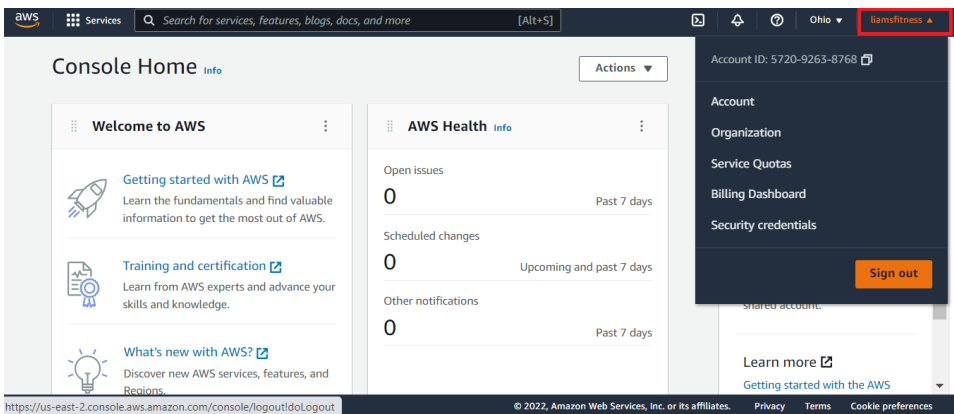 aws
Services
Search for services, features, blogs, docs, and more
[Alt+S]
Ohio
liamsfitness
Console Home Info
Actions
Account ID: 5720-9263-8768
Account
Organization
Service Quotas
Billing Dashboard
Security credentials
Sign out
Welcome to AWS
Getting started with AWS
Learn the fundamentals and find valuable
information to get the most out of AWS.
Training and certification
Learn from AWS experts and advance your
skills and knowledge.
What's new with AWS?
Discover new AWS services, features, and
Regions.
AWS Health Info
Open issues
0
Past 7 days
Scheduled changes
0
Upcoming and past 7 days
Other notifications
0
Past 7 days
shared account.
Learn more
Getting started with the AWS
https://us-east-2.console.aws.amazon.com/console/logout!doLogout
© 2022, Amazon Web Services, Inc. or its affiliates.
Privacy
Terms
Cookie preferences